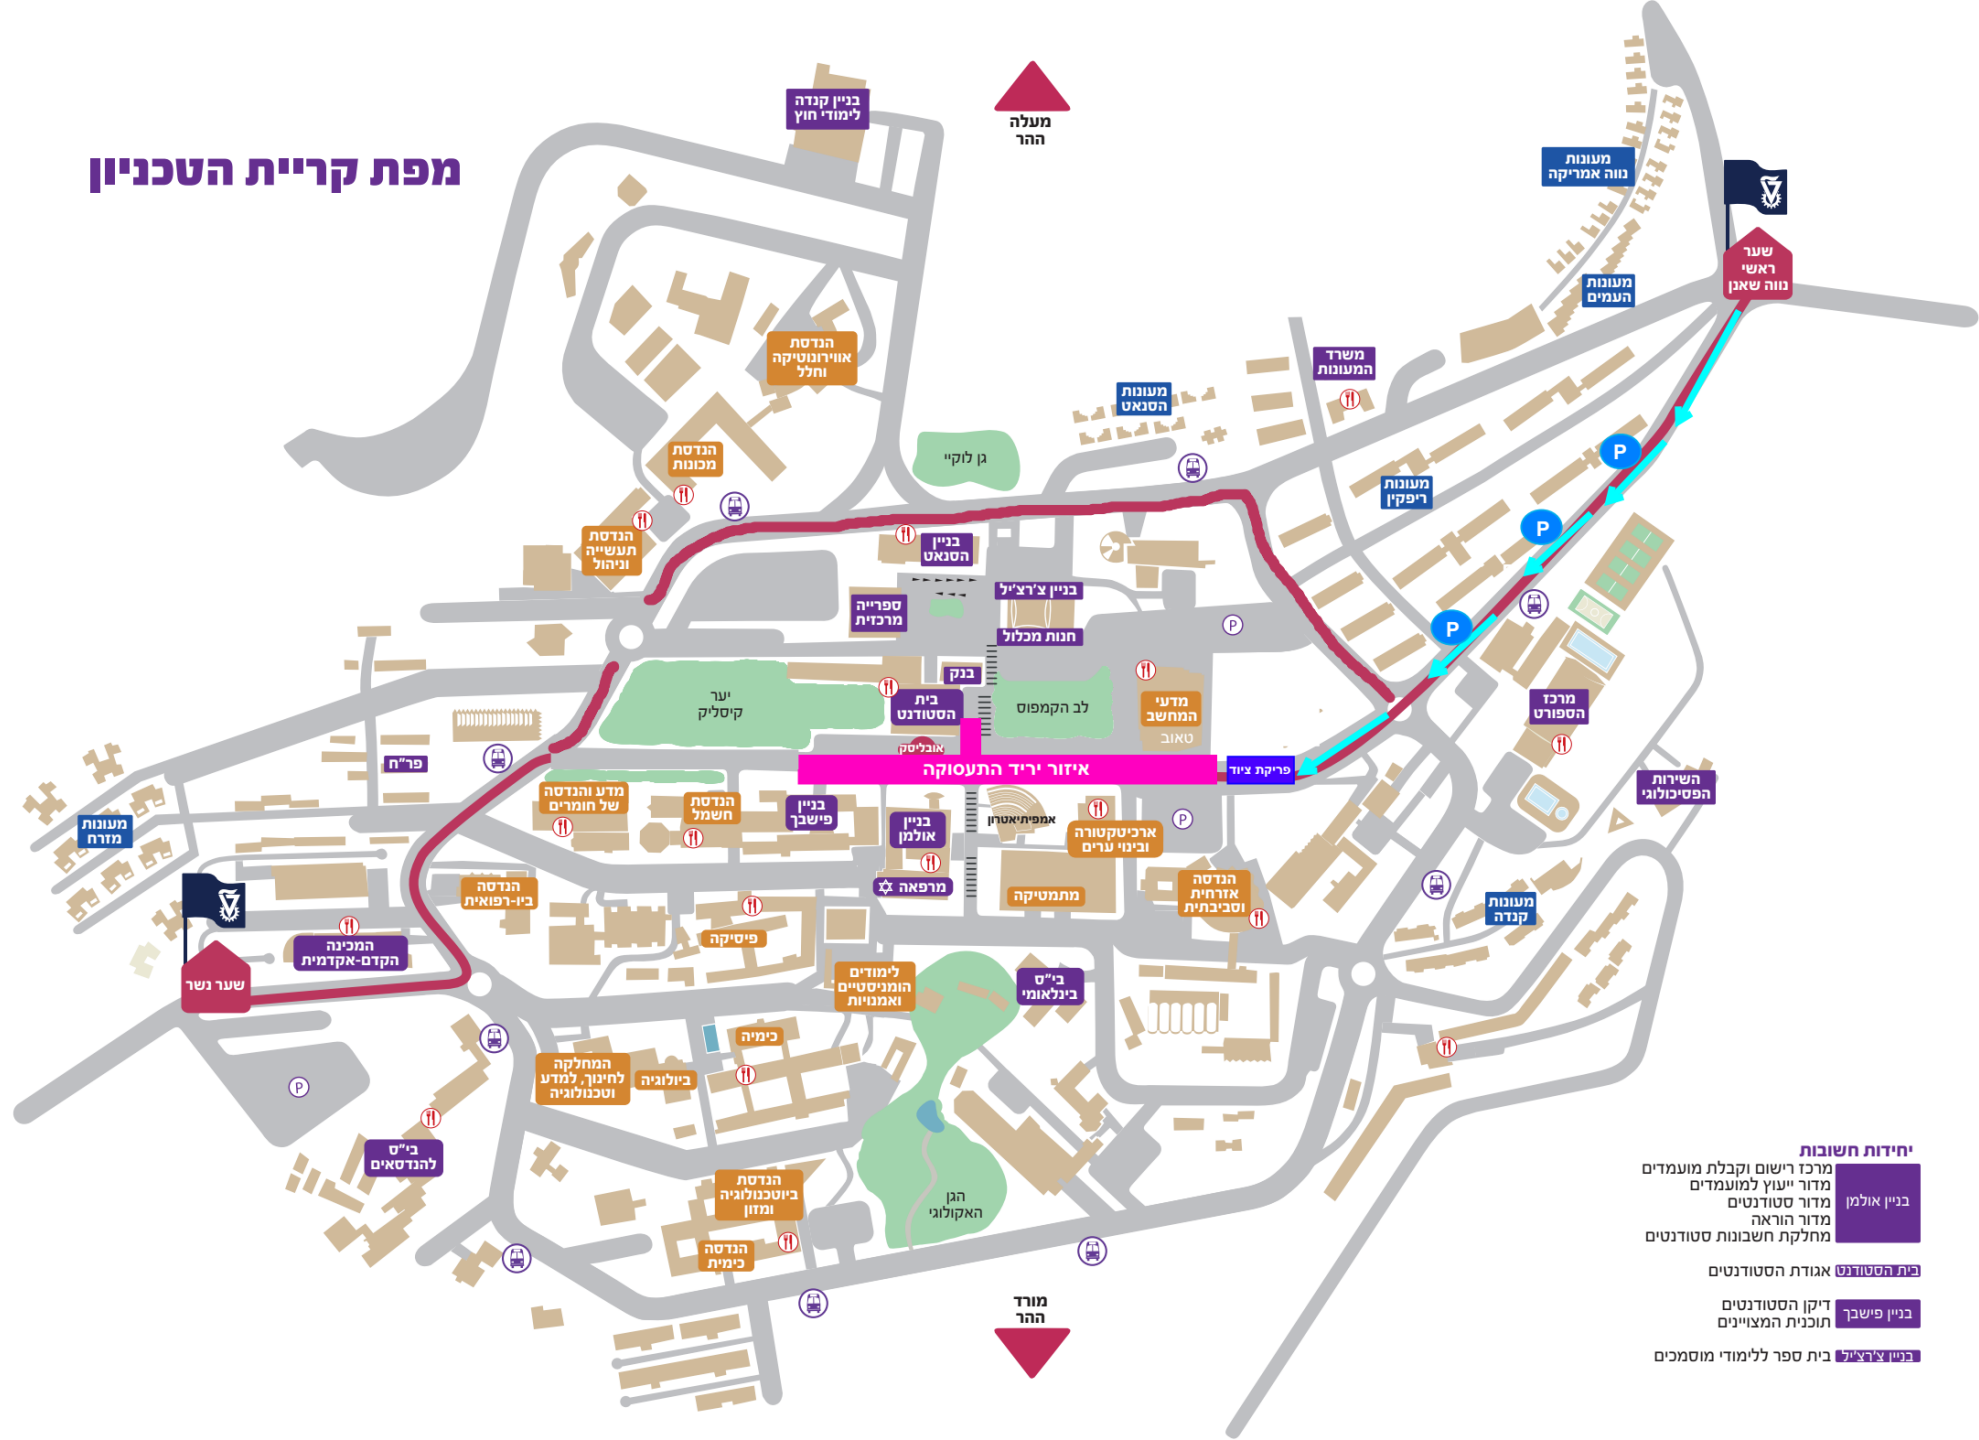 מפת קריית הטכניון
בניין קנדה
לימודי חוץ
מעלה
ההר
מעונות
נווה אמריקה
שער
ראשי
נווה שאנן
מעונות
העמים
הנדסת
אווירונוטיקה
וחלל
משרד
המעונות
מעונות
הסנאט
גן לוקיי
הנדסת
מכונות
מעונות
ריפקין
P
P
P
הנדסת
תעשייה
וניהול
בניין
הסנאט
בניין צ'רצ'יל
ספרייה
מרכזית
חנות מכלול
P
בנק
יער
קיסליק
בית
הסטודנט
לב הקמפוס
מדעי
המחשב
טאוב
מרכז
הספורט
אובליסק
איזור יריד התעסוקה
פריקת ציוד
פר"ח
השירות
הפסיכולוגי
מדע והנדסה
של חומרים
הנדסת
חשמל
בניין
פישבך
בניין
אולמן
אמפיתיאטרון
ארכיטקטורה
ובינוי ערים
P
מעונות
מזרח
מרפאה
מתמטיקה
הנדסה
אזרחית
וסביבתית
הנדסה
ביו-רפואית
מעונות
קנדה
פיסיקה
המכינה
הקדם-אקדמית
שער נשר
לימודים
הומניסטיים
ואמנויות
בי"ס
בינלאומי
כימיה
המחלקה
לחינוך, למדע
וטכנולוגיה
ביולוגיה
P
בי"ס
להנדסאים
הנדסת
ביוטכנולוגיה
ומזון
הגן
האקולוגי
הנדסה
כימית
מורד
ההר
יחידות חשובות
בניין אולמן
מרכז רישום וקבלת מועמדים
מדור ייעוץ למועמדים
מדור סטודנטים
מדור הוראה
מחלקת חשבונות סטודנטים
בית הסטודנט אגודת הסטודנטים
בניין פישבך
דיקן הסטודנטים
תוכנית המצויינים
בניין צ'רצ'יל בית ספר ללימודי מוסמכים